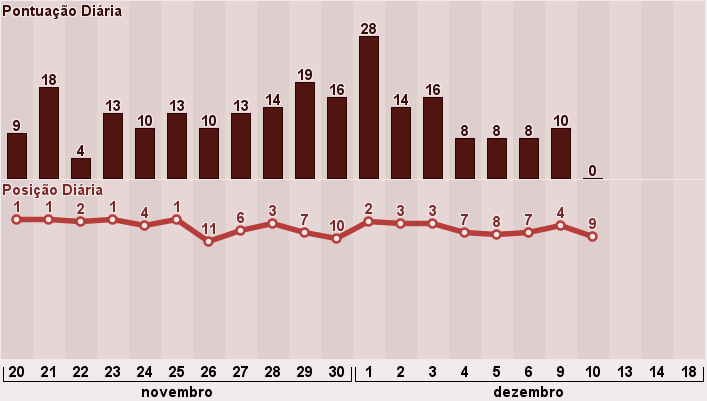 Pontuação Diária
9 18 4 13 10 13 10 13 14 19 16 28 14 16 8 8 8 10 0
Posição Diária
1 1 2 1 4 1 11 6 3 7 10 2 3 3 7 8 7 4 9
20 21 22 23 24 25 26 27 28 29 30 1 2 3 4 5 6 9 10 13 14 18
novembro dezembro